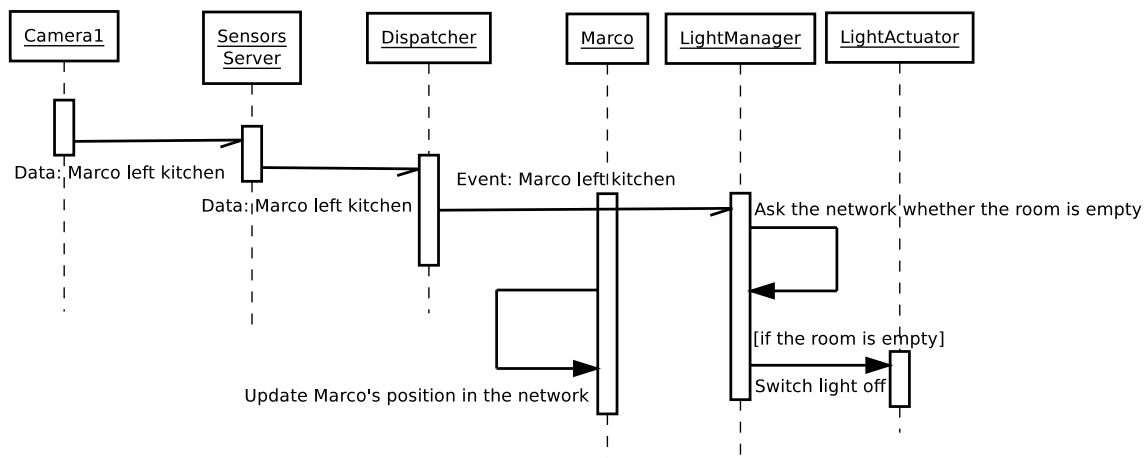 Camera1
Sensors
Server
Dispatcher
Marco
LightManager
LightActuator
Data: Marco left kitchen
Event: Marco left kitchen
Data: Marco left kitchen
Ask the network whether the room is empty
[if the room is empty]
Switch light off
Update Marco's position in the network